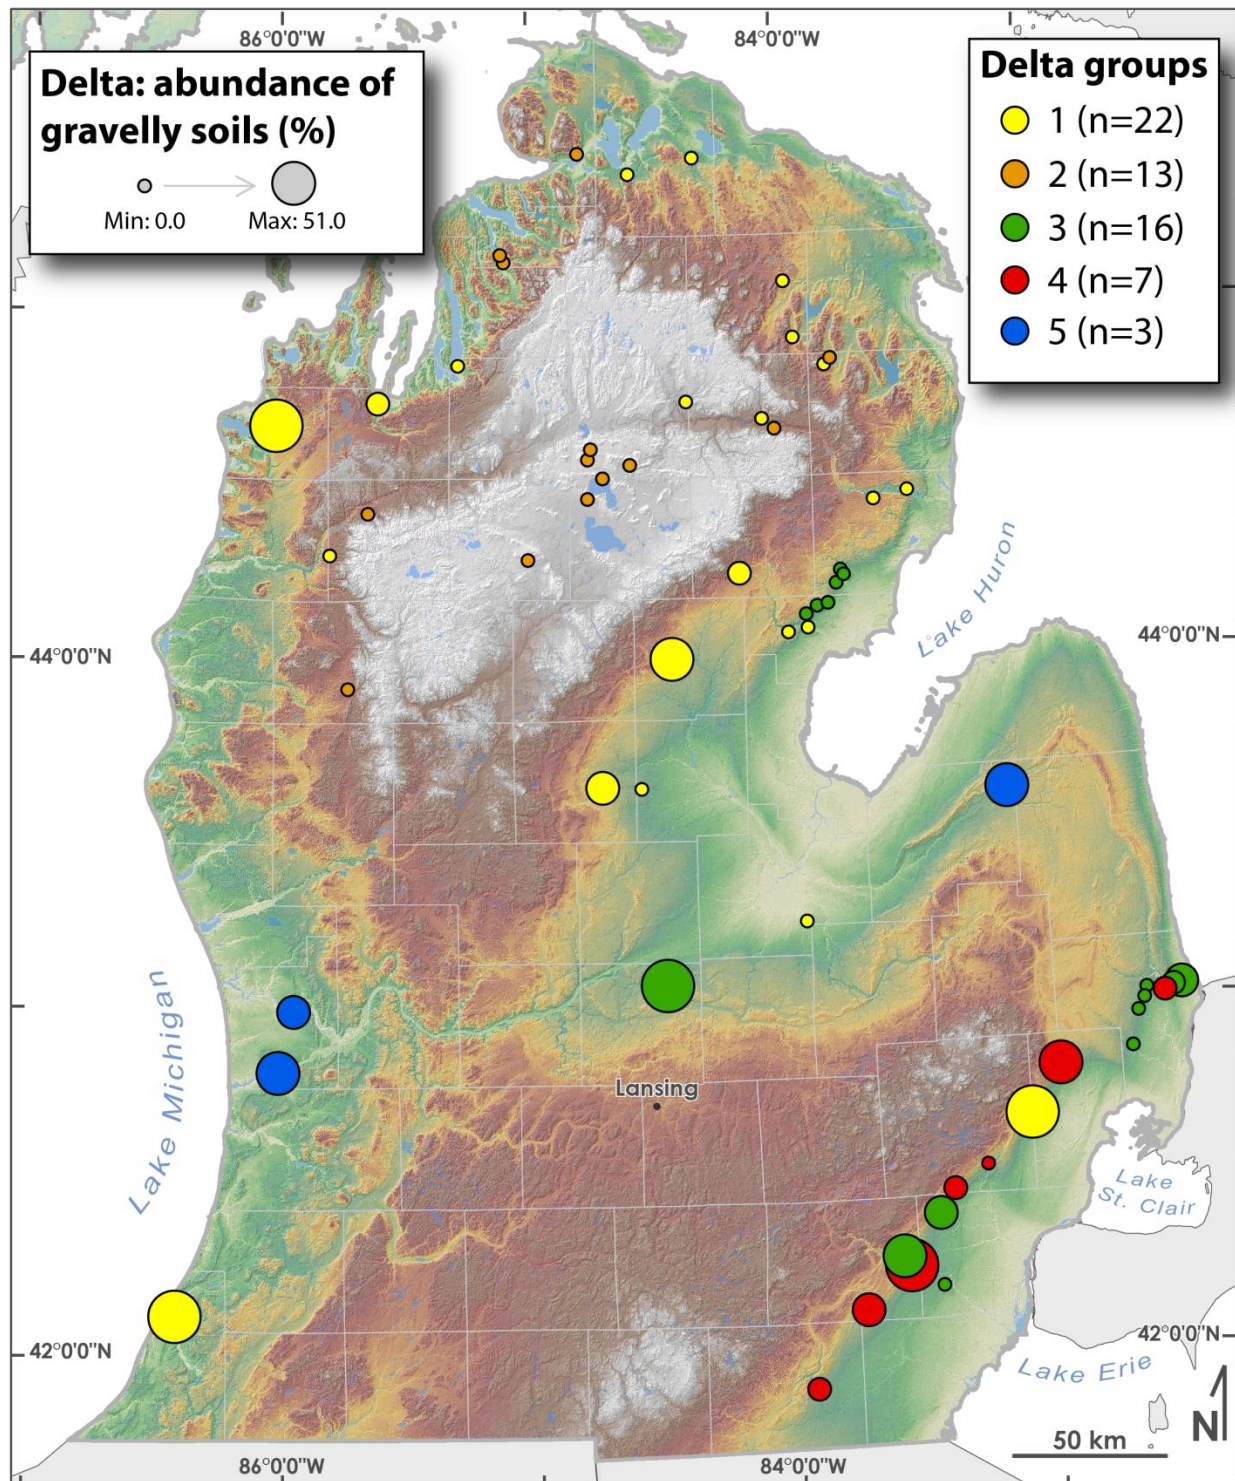 86°0'0"W
84°0'0"W
Delta: abundance of
gravelly soils (%)
Min: 0.0
Max: 51.0
Delta groups
1 (n=22)
2 (n=13)
3 (n=16)
4 (n=7)
5 (n=3)
Lake Huron
44°0'0"N
44°0'0"N
Lake Michigan
Lansing
Lake
St. Clair
42°0'0"N
42°0'0"N
Lake Erie
N
50 km
86°0'0"W
84°0'0"W